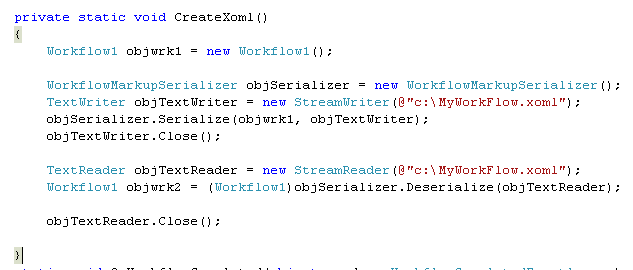 private static void CreateXoml()
{
Workflow1 objwrk1 = new Workflow1();
WorkflowMarkupSerializer objSerializer = new WorkflowMarkupSerializer();
TextWriter objTextWriter = new StreamWriter(@"c:\MyWorkFlow.xoml");
objSerializer.Serialize(objwrk1, objTextWriter);
objTextWriter.Close();
TextReader objTextReader = new StreamReader(@"c:\MyWorkFlow.xoml");
Workflow1 objwrk2 = (Workflow1)objSerializer.Deserialize(objTextReader);
objTextReader.Close();
}